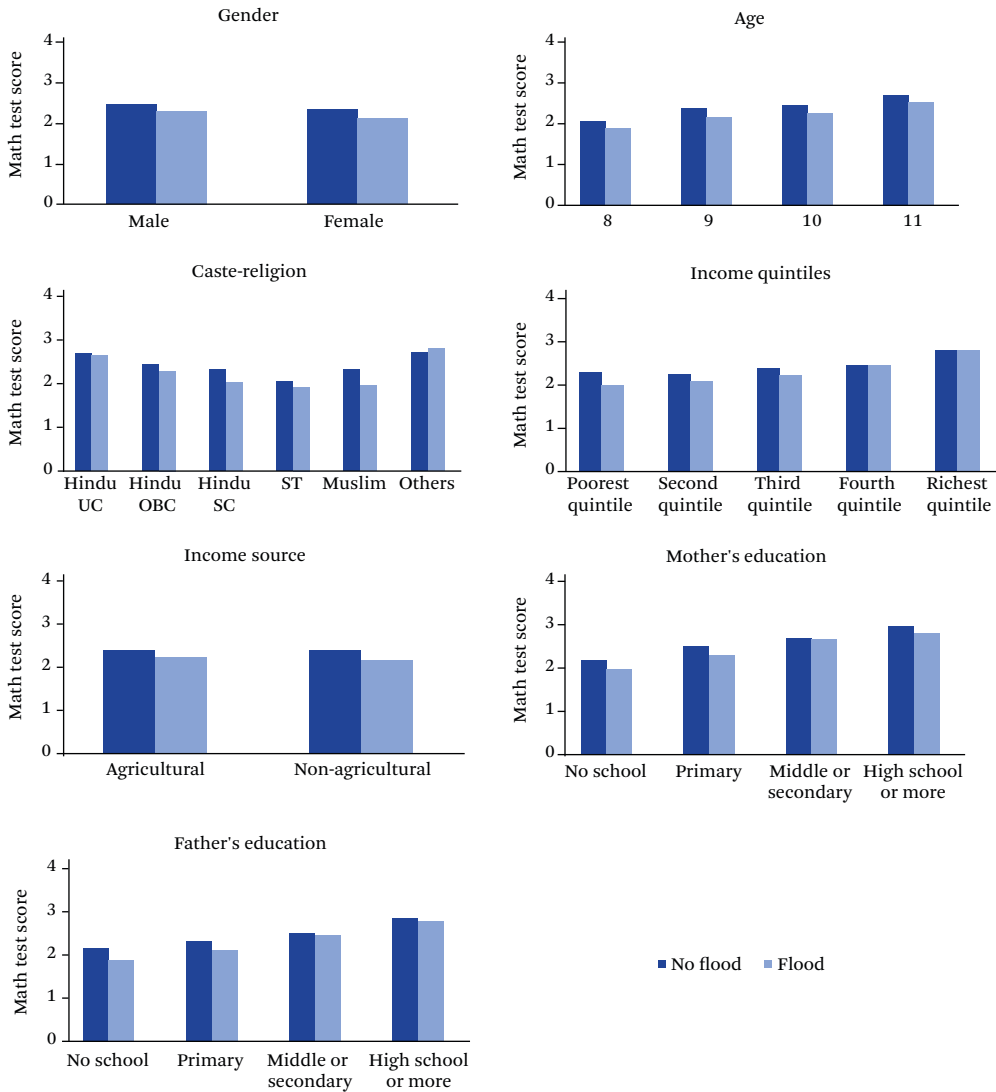 Gender
Math test score
4
3
2
1
0
Male Female
Age
Math test score
4
3
2
1
0
8 9 10 11
Caste-religion
Math test score
4
3
2
1
0
Hindu Hindu Hindu ST Muslim Others
UC OBC SC
Income quintiles
Math test score
4
3
2
1
0
Poorest Second Third Fourth Richest
quintile quintile quintile quintile quintile
Income source
Math test score
4
3
2
1
0
Agricultural Non-agricultural
Mother's education
Math test score
4
3
2
1
0
No school Primary Middle or High school
secondary or more
Father's education
Math test score
4
3
2
1
0
No school Primary Middle or High school
secondary or more
No flood Flood